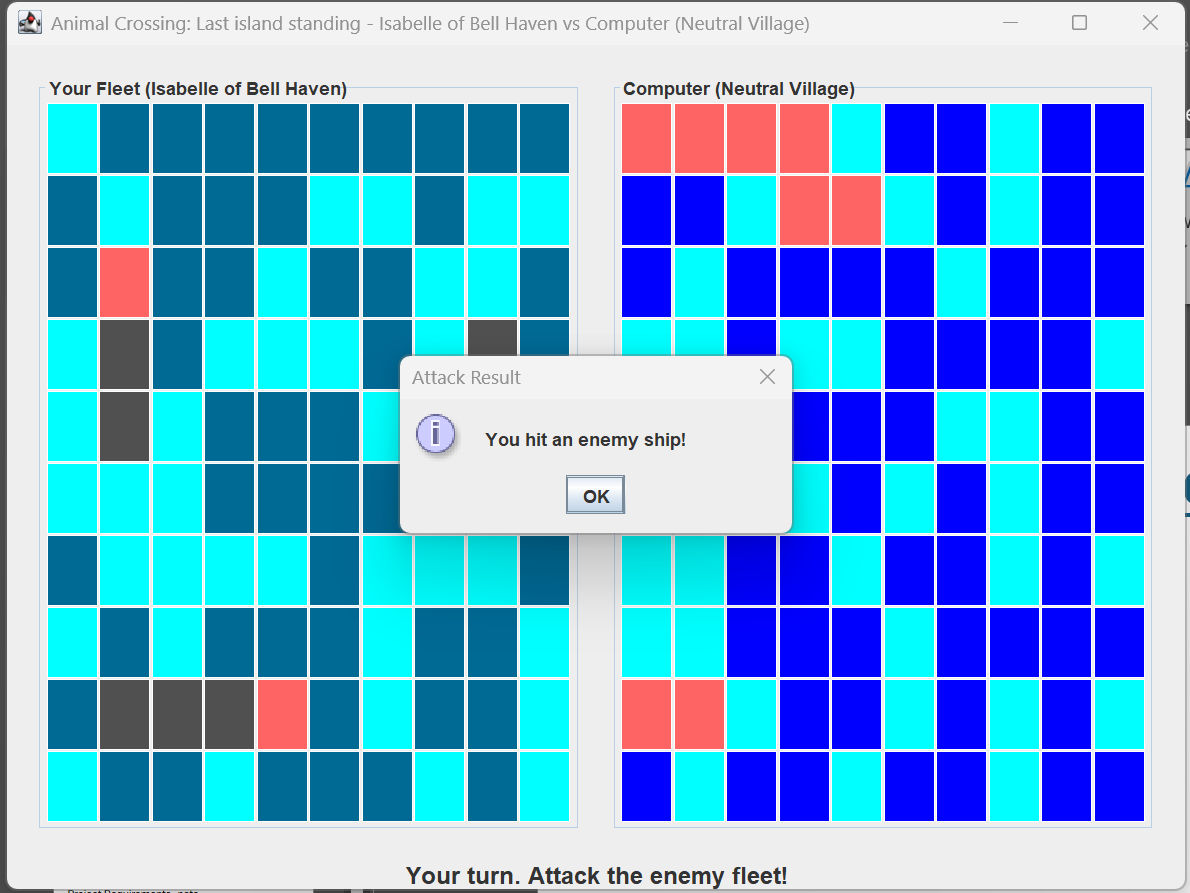 Animal Crossing: Last island standing - Isabelle of Bell Haven vs Computer (Neutral Village)
Your Fleet (Isabelle of Bell Haven)
Computer (Neutral Village)
Attack Result
You hit an enemy ship!
OK
Your turn. Attack the enemy fleet!